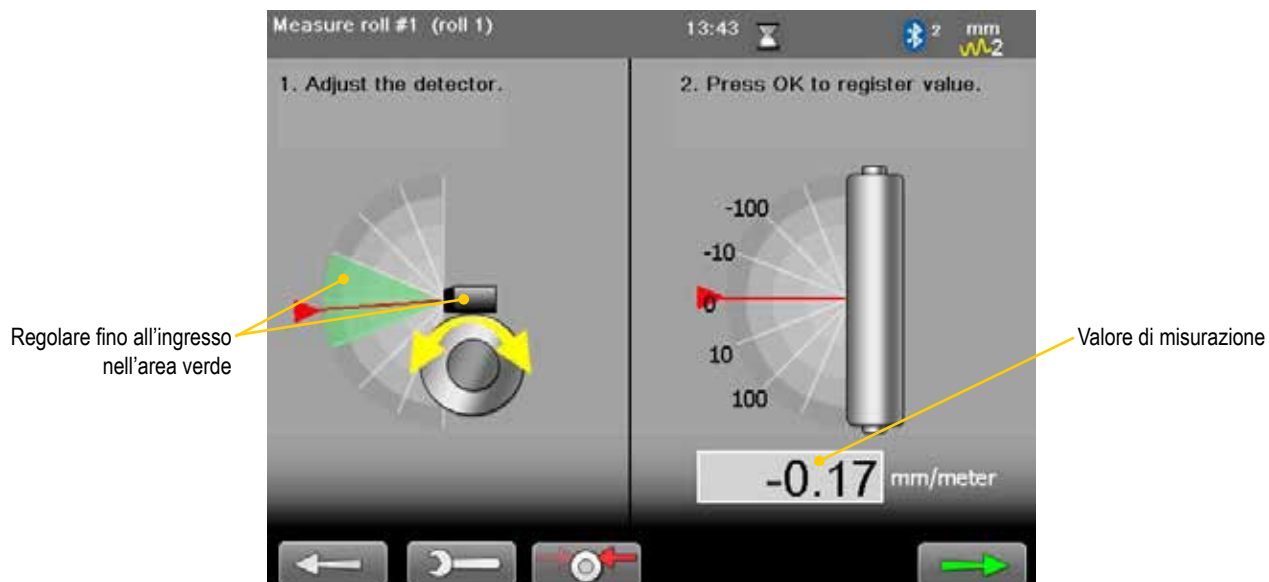 Measure roll #1 (roll 1)
13:43
2
mm
2
1. Adjust the detector.
2. Press OK to register value.
-100
-10
0
10
100
Regolare fino all'ingresso
nell'area verde
Valore di misurazione
-0.17 mm/meter